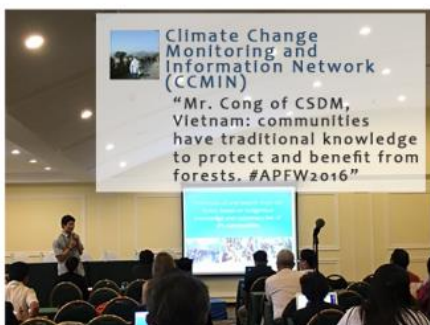 Climate Change
Monitoring and
Information Network
(CCMIN)
“Mr. Cong of CSDM,
Vietnam: communities
have traditional knowledge
to protect and benefit from
forests. #APFW2016”